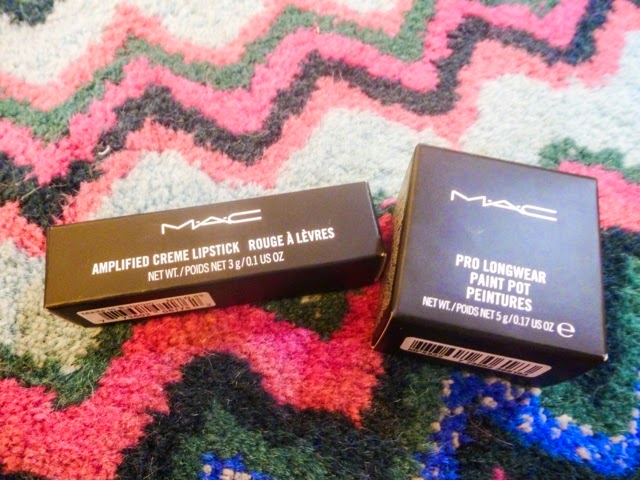 M·A·C
AMPLIFIED CREME LIPSTICK ROUGE À LÈVRES
NET WT./POIDS NET 3 g/0.1 US OZ
M·A·C
PRO LONGWEAR
PAINT POT
PEINTURES
NET WT./POIDS NET 5 g/0.17 US OZ e